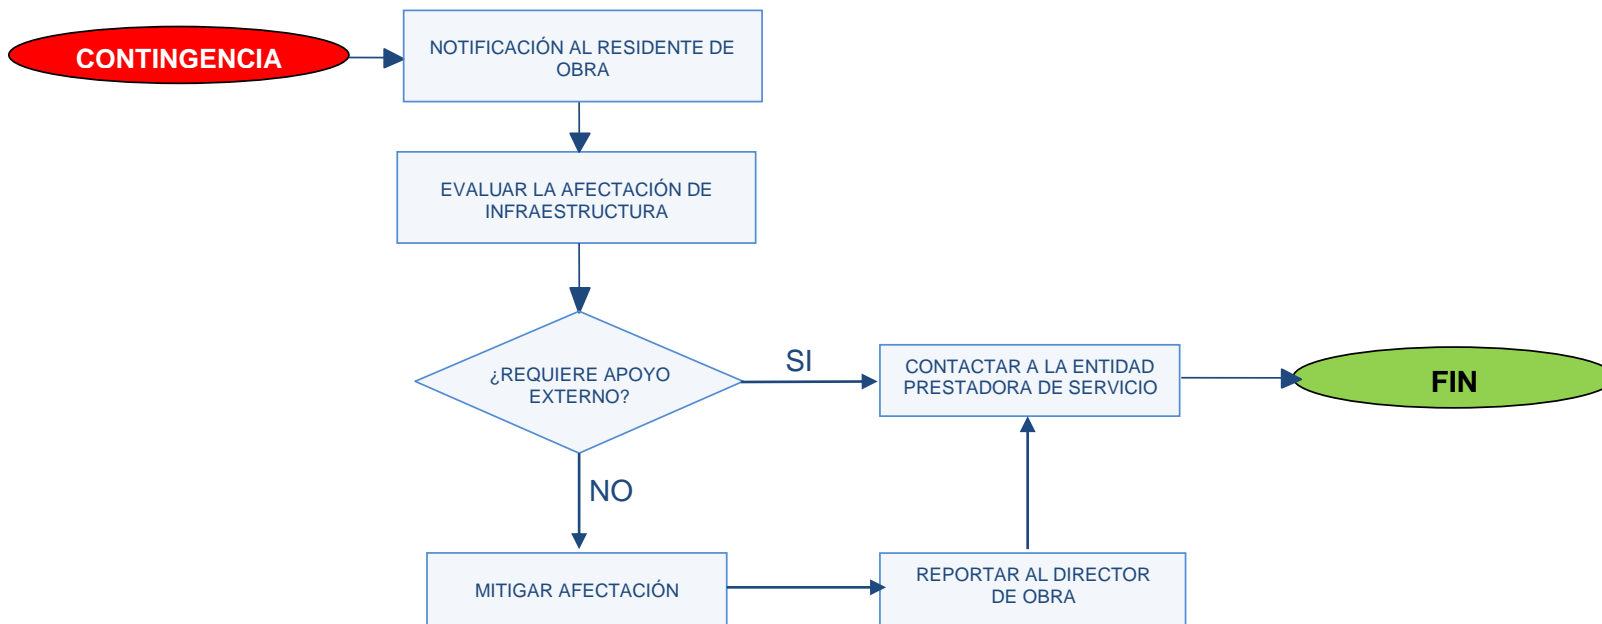 CONTINGENCIA
NOTIFICACIÓN AL RESIDENTE DE
OBRA
EVALUAR LA AFECTACIÓN DE
INFRAESTRUCTURA
¿REQUIERE APOYO
EXTERNO?
SI
CONTACTAR A LA ENTIDAD
PRESTADORA DE SERVICIO
FIN
NO
MITIGAR AFECTACIÓN
REPORTAR AL DIRECTOR
DE OBRA